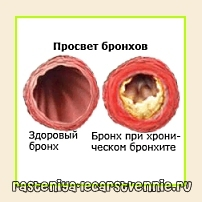 Просвет бронхов
Здоровый
бронх
Бронх при хрони-
ческом бронхите
rasteniya-lecarstvennie.ru